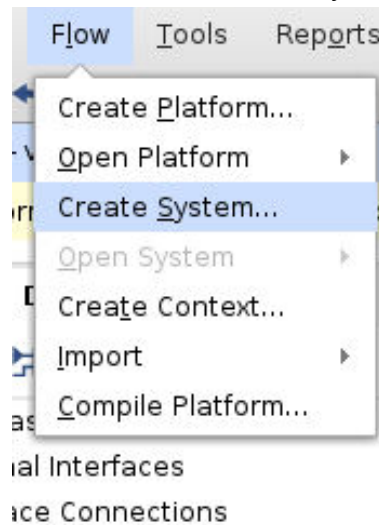 Flow Tools Reports
Create Platform...
Open Platform
Create System...
Open System
Create Context...
Import
Compile Platform...
nal Interfaces
ace Connections